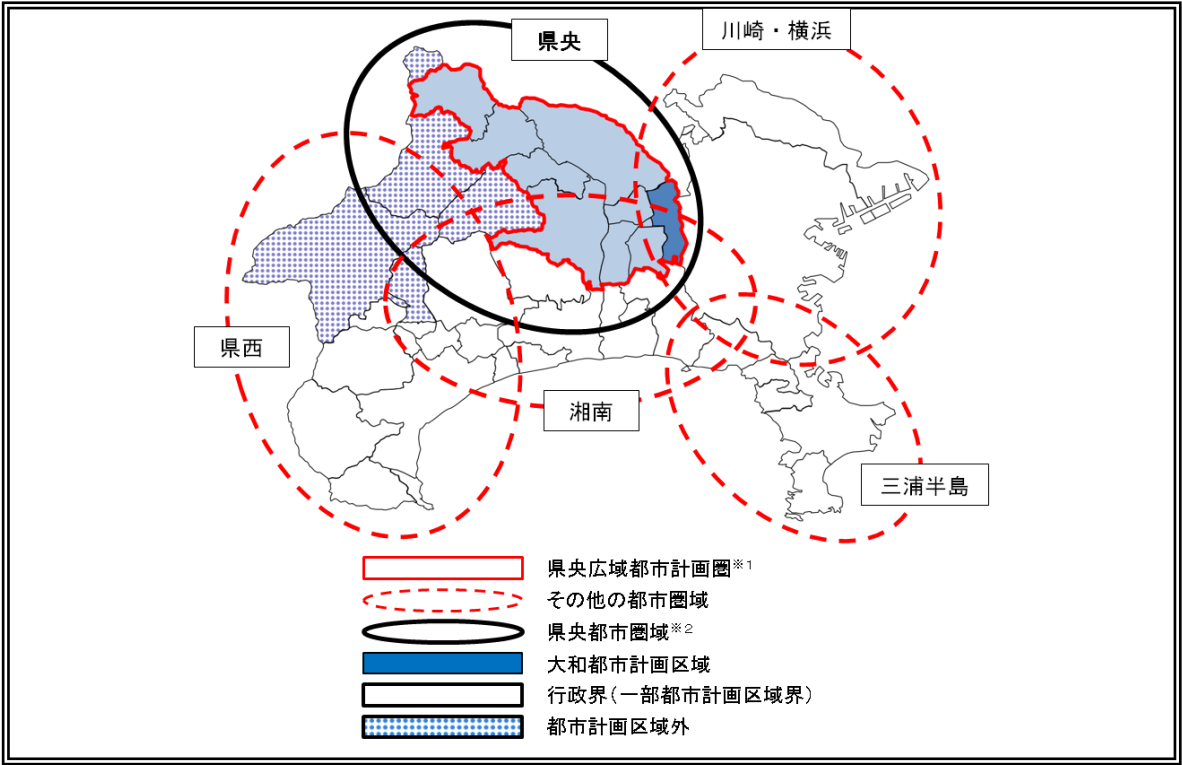 県央
川崎・横浜
県西
湘南
三浦半島
県央広域都市計画圏※1
その他の都市圏域
県央都市圏域※2
大和都市計画区域
行政界(一部都市計画区域界)
都市計画区域外